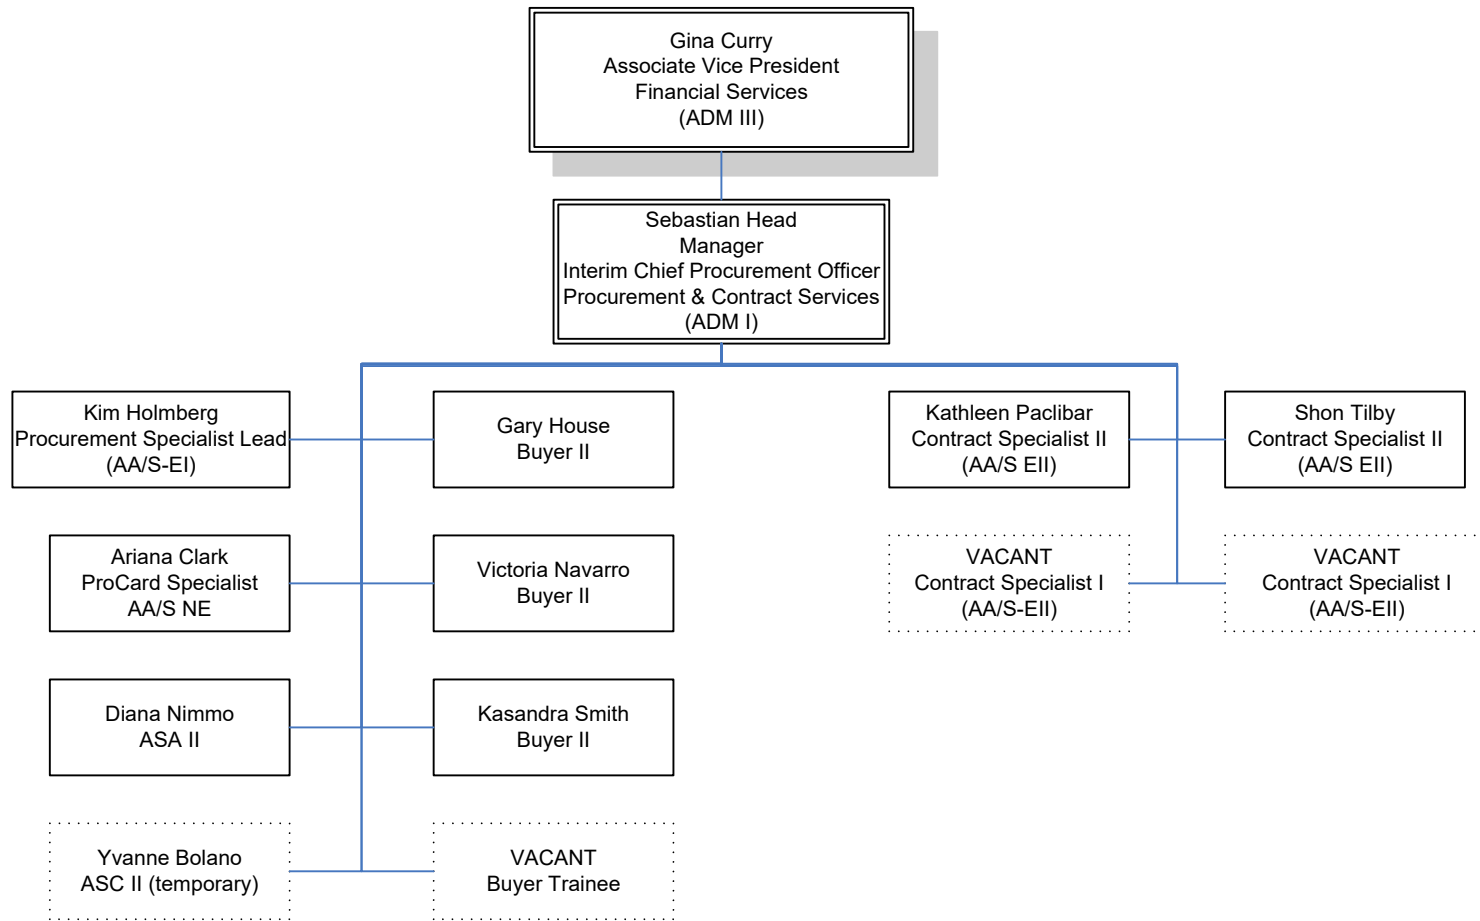 Gina Curry
Associate Vice President
Financial Services
(ADM III)
Sebastian Head
Manager
Interim Chief Procurement Officer
Procurement & Contract Services
(ADM I)
Kim Holmberg
Procurement Specialist Lead
(AA/S-EI)
Gary House
Buyer II
Kathleen Paclibar
Contract Specialist II
(AA/S EII)
Shon Tilby
Contract Specialist II
(AA/S EII)
Ariana Clark
ProCard Specialist
AA/S NE
Victoria Navarro
Buyer II
VACANT
Contract Specialist I
(AA/S-EII)
VACANT
Contract Specialist I
(AA/S-EII)
Diana Nimmo
ASA II
Kasandra Smith
Buyer II
Yvanne Bolano
ASC II (temporary)
VACANT
Buyer Trainee